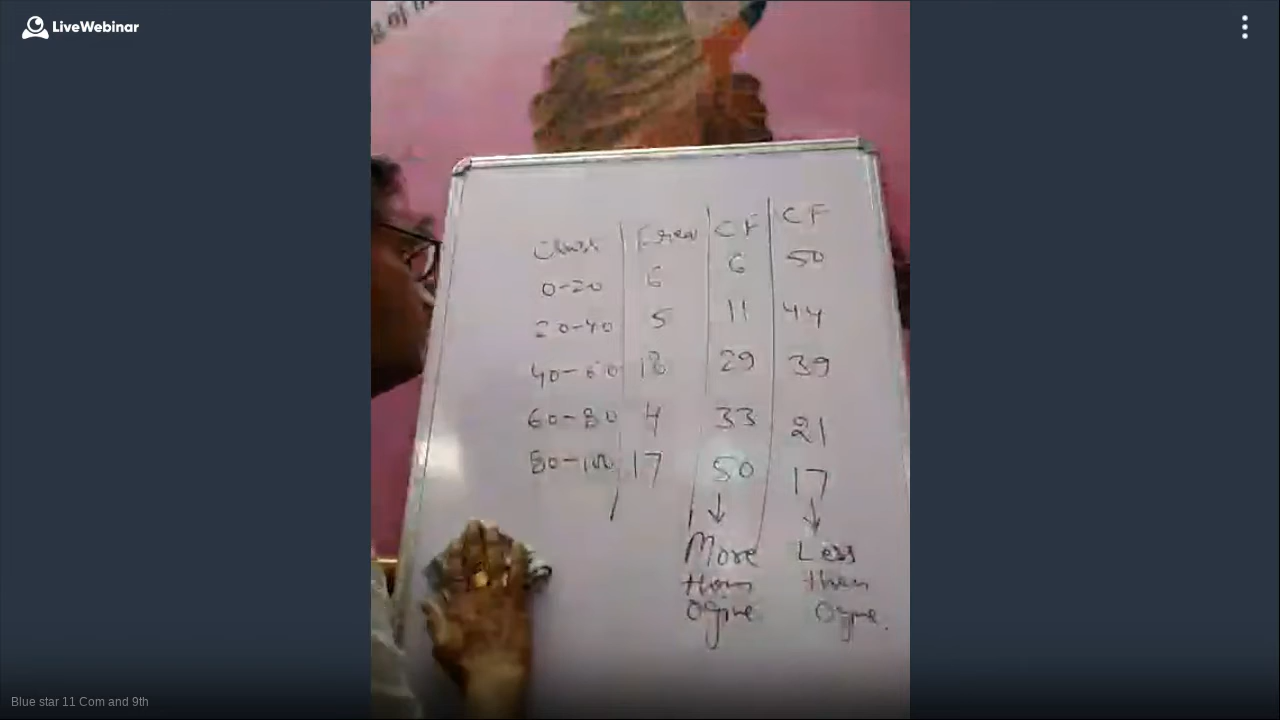 LiveWebinar
of
Class Freq CF CF
0-20 6 6 50
20-40 5 11 44
40-60 18 29 39
60-80 4 33 21
80-100 17 50 17
↓ ↓
More Less
than then
Ogive Ogive.
Blue star 11 Com and 9th